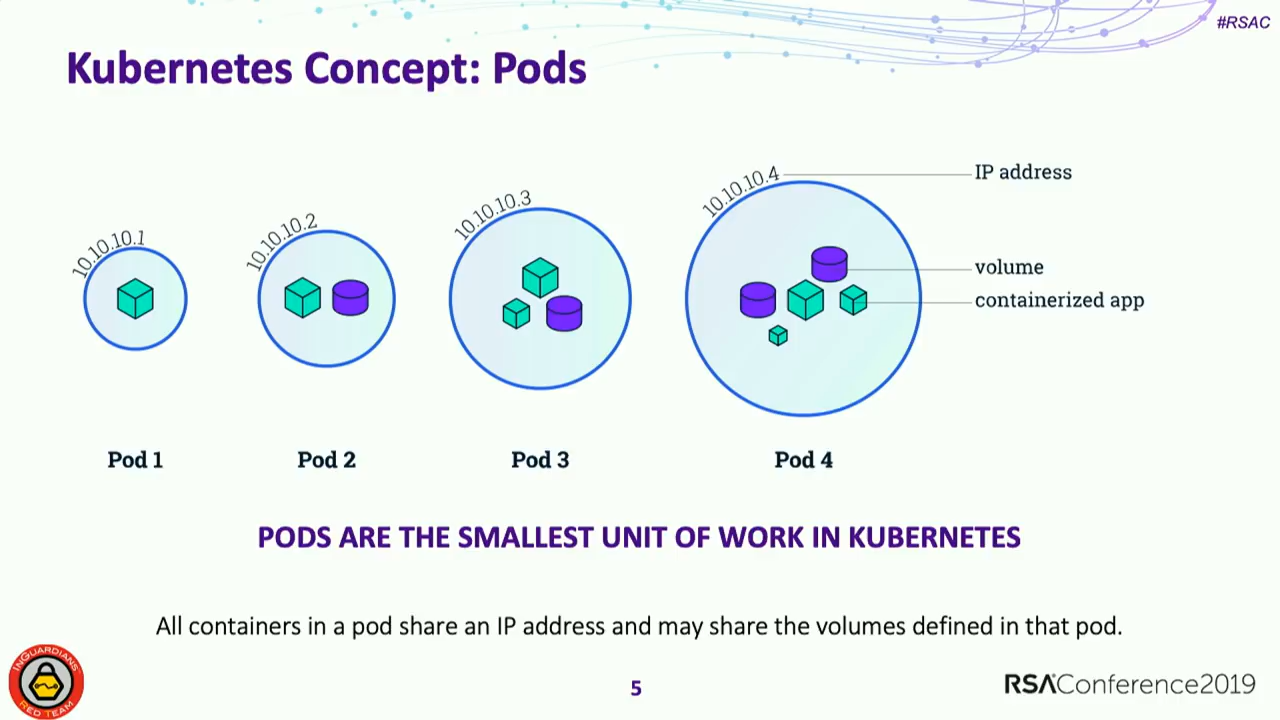 #RSAC
Kubernetes Concept: Pods
10.10.10.1
10.10.10.2
10.10.10.3
10.10.10.4
IP address
volume
containerized app
Pod 1
Pod 2
Pod 3
Pod 4
PODS ARE THE SMALLEST UNIT OF WORK IN KUBERNETES
All containers in a pod share an IP address and may share the volumes defined in that pod.
INGUARDIANS
RED TEAM
5
RSAConference2019